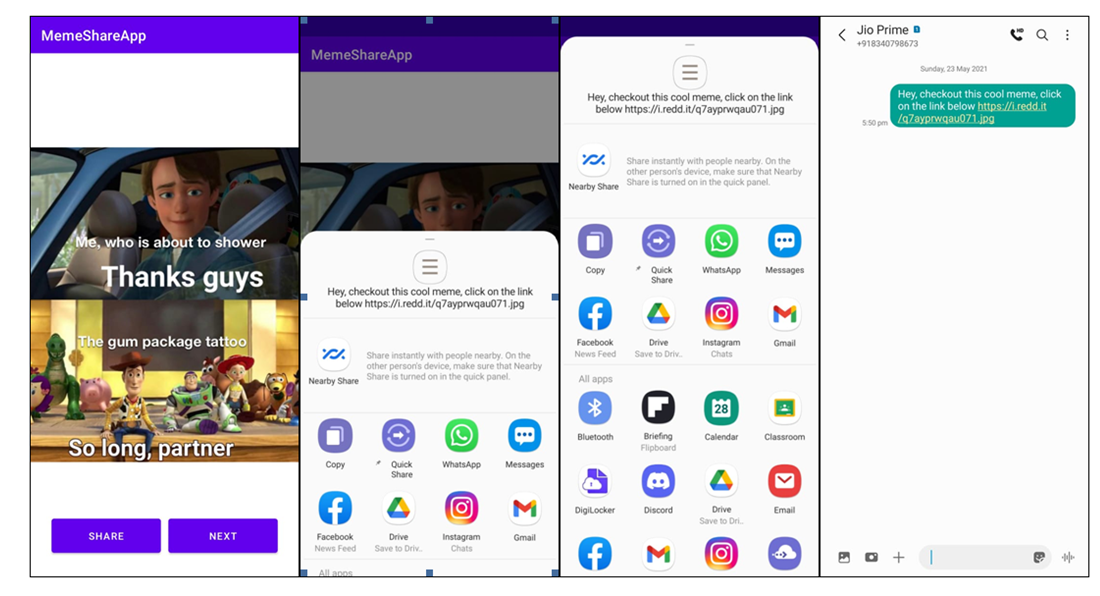 MemeShareApp
Me, who is about to shower
Thanks guys
The gum package tattoo
So long, partner
SHARE
NEXT
MemeShareApp
Hey, checkout this cool meme, click on the link
below https://i.redd.it/q7ayprwqau071.jpg
Nearby Share
Share instantly with people nearby. On the
other person's device, make sure that Nearby
Share is turned on in the quick panel.
Copy
Quick
Share
WhatsApp
Messages
Facebook
News Feed
Drive
Save to Driv..
Instagram
Chats
Gmail
All apps
Hey, checkout this cool meme, click on the link
below https://i.redd.it/q7ayprwqau071.jpg
Nearby Share
Share instantly with people nearby. On the
other person's device, make sure that Nearby
Share is turned on in the quick panel.
Copy
Quick
Share
WhatsApp
Messages
Facebook
News Feed
Drive
Save to Driv..
Instagram
Chats
Gmail
All apps
Bluetooth
Briefing
Flipboard
28
Calendar
Classroom
DigiLocker
Discord
Drive
Save to Dri..
Email
Jio Prime
+918340798673
HD
Sunday, 23 May 2021
Hey, checkout this cool meme, click
on the link below https://i.redd.it
/q7ayprwqau071.jpg
5:50 pm